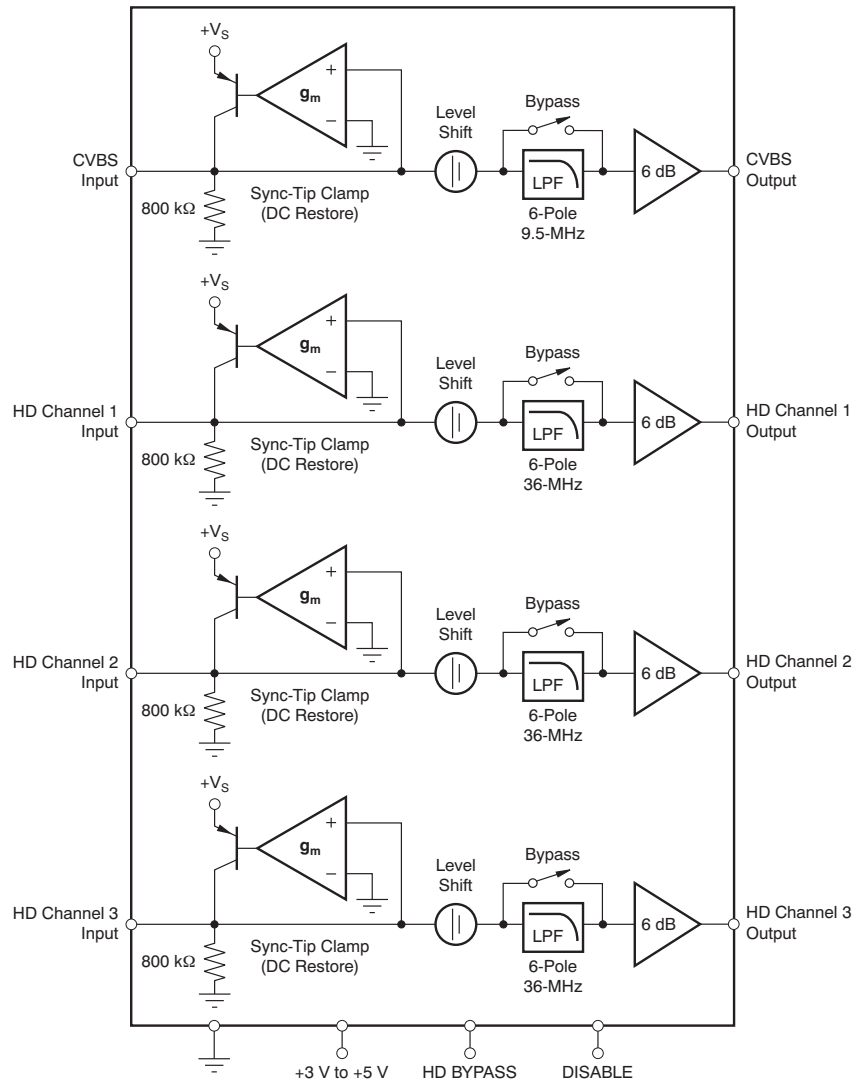 +VS
+
gm
−
Level
Shift
Bypass
CVBS
Input
LPF
6 dB
CVBS
Output
800 kΩ
Sync-Tip Clamp
(DC Restore)
6-Pole
9.5-MHz
+VS
+
gm
−
Level
Shift
Bypass
HD Channel 1
Input
LPF
6 dB
HD Channel 1
Output
800 kΩ
Sync-Tip Clamp
(DC Restore)
6-Pole
36-MHz
+VS
+
gm
−
Level
Shift
Bypass
HD Channel 2
Input
LPF
6 dB
HD Channel 2
Output
800 kΩ
Sync-Tip Clamp
(DC Restore)
6-Pole
36-MHz
+VS
+
gm
−
Level
Shift
Bypass
HD Channel 3
Input
LPF
6 dB
HD Channel 3
Output
800 kΩ
Sync-Tip Clamp
(DC Restore)
6-Pole
36-MHz
+3 V to +5 V
HD BYPASS
DISABLE